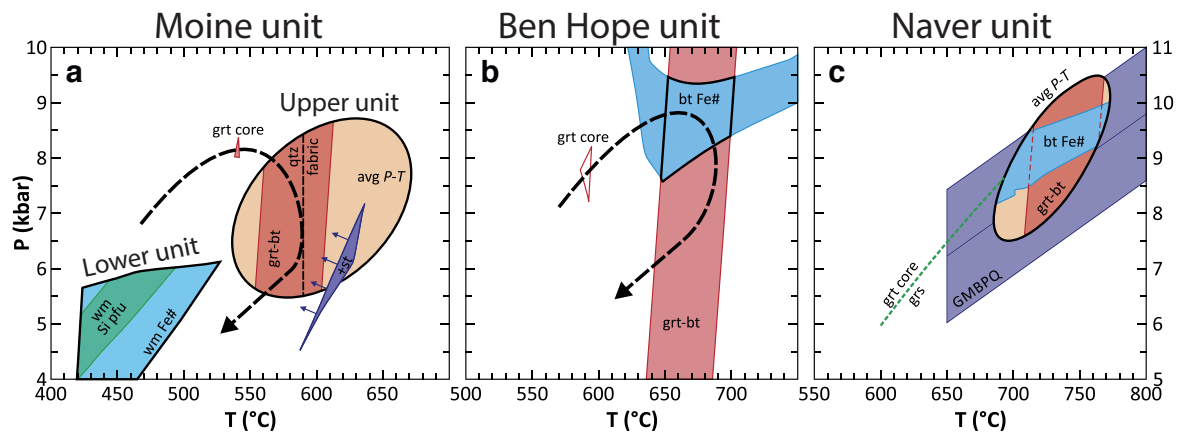 Moine unit
Ben Hope unit
Naver unit
a
Upper unit
grt core
qtz
fabric
avg P-T
grt-bt
+st
Lower unit
wm
Si pfu
wm Fe#
P (kbar)
10
9
8
7
6
5
4
400 450 500 550 600 650
T (°C)
b
bt Fe#
grt core
grt-bt
500 550 600 650 700
T (°C)
c
avg P-T
bt Fe#
grt-bt
grt core
grs
GMBPQ
11
10
9
8
7
6
5
550 600 650 700 750 800
T (°C)